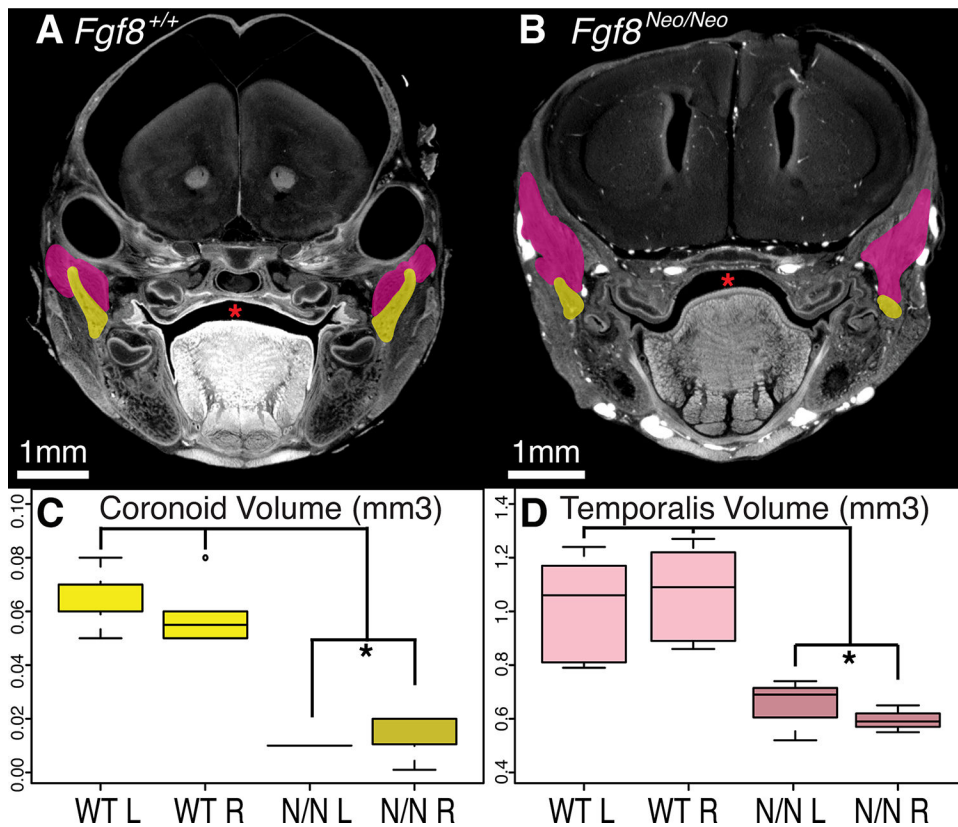 A Fgf8+/+
B Fgf8Neo/Neo
*
*
1mm
1mm
C Coronoid Volume (mm3)
0.10
0.08
0.06
0.04
0.02
0.00
*
WT L WT R N/N L N/N R
D Temporalis Volume (mm3)
1.4
1.2
1.0
0.8
0.6
0.4
*
WT L WT R N/N L N/N R